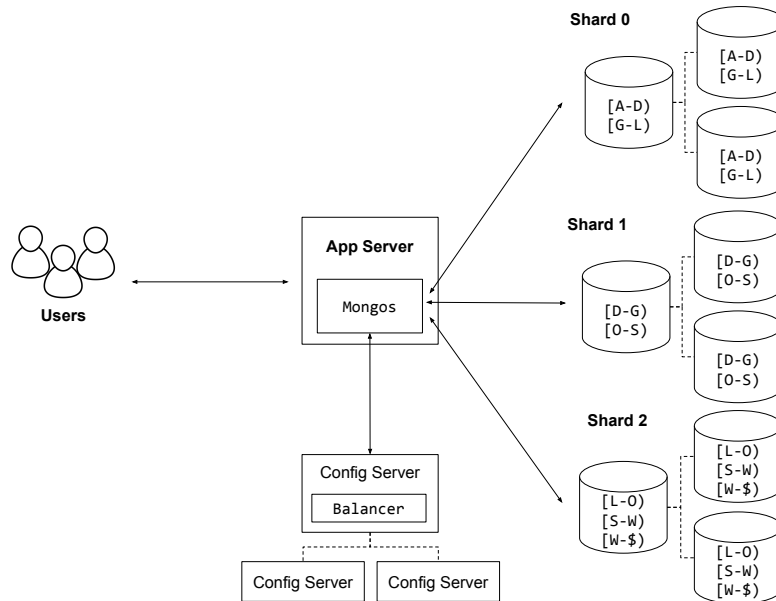 Shard 0
[A-D)
[G-L)
[A-D)
[G-L)
[A-D)
[G-L)
Users
App Server
Mongos
Shard 1
[D-G)
[O-S)
[D-G)
[O-S)
[D-G)
[O-S)
Shard 2
[L-O)
[S-W)
[W-$)
[L-O)
[S-W)
[W-$)
[L-O)
[S-W)
[W-$)
Config Server
Balancer
Config Server
Config Server